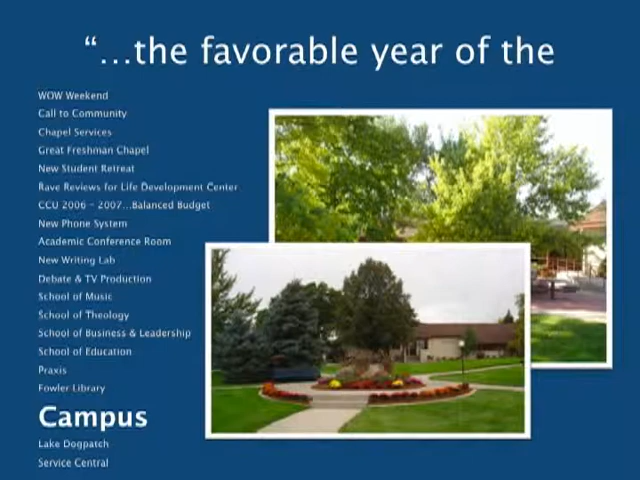 “...the favorable year of the
WOW Weekend
Call to Community
Chapel Services
Great Freshman Chapel
New Student Retreat
Rave Reviews for Life Development Center
CCU 2006 – 2007...Balanced Budget
New Phone System
Academic Conference Room
New Writing Lab
Debate & TV Production
School of Music
School of Theology
School of Business & Leadership
School of Education
Praxis
Fowler Library
Campus
Lake Dogpatch
Service Central